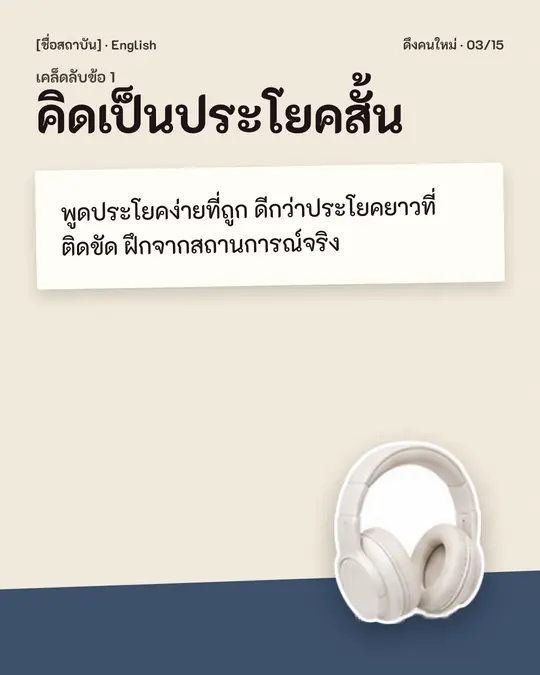 [ชื่อสถาบัน] · English
ดึงคนใหม่ · 03/15
เคล็ดลับข้อ 1
คิดเป็นประโยคสั้น
พูดประโยคง่ายที่ถูก ดีกว่าประโยคยาวที่
ติดขัด ฝึกจากสถานการณ์จริง